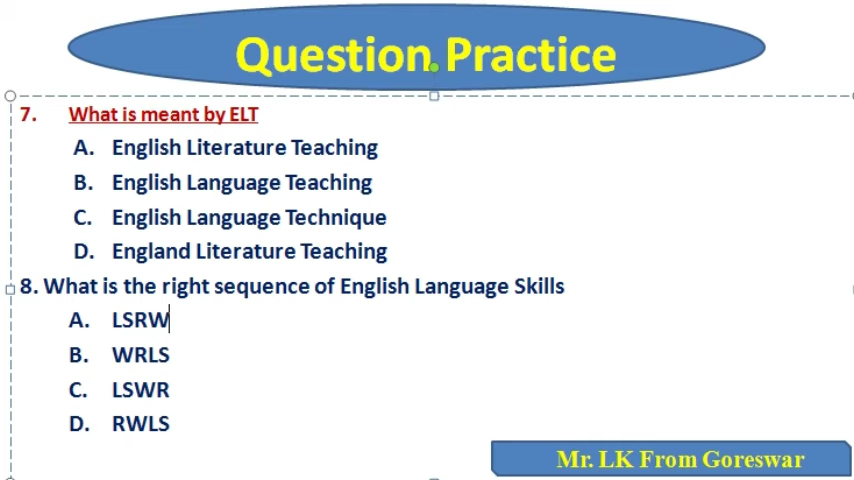 Question Practice
7. What is meant by ELT
A. English Literature Teaching
B. English Language Teaching
C. English Language Technique
D. England Literature Teaching
8. What is the right sequence of English Language Skills
A. LSRW
B. WRLS
C. LSWR
D. RWLS
Mr. LK From Goreswar